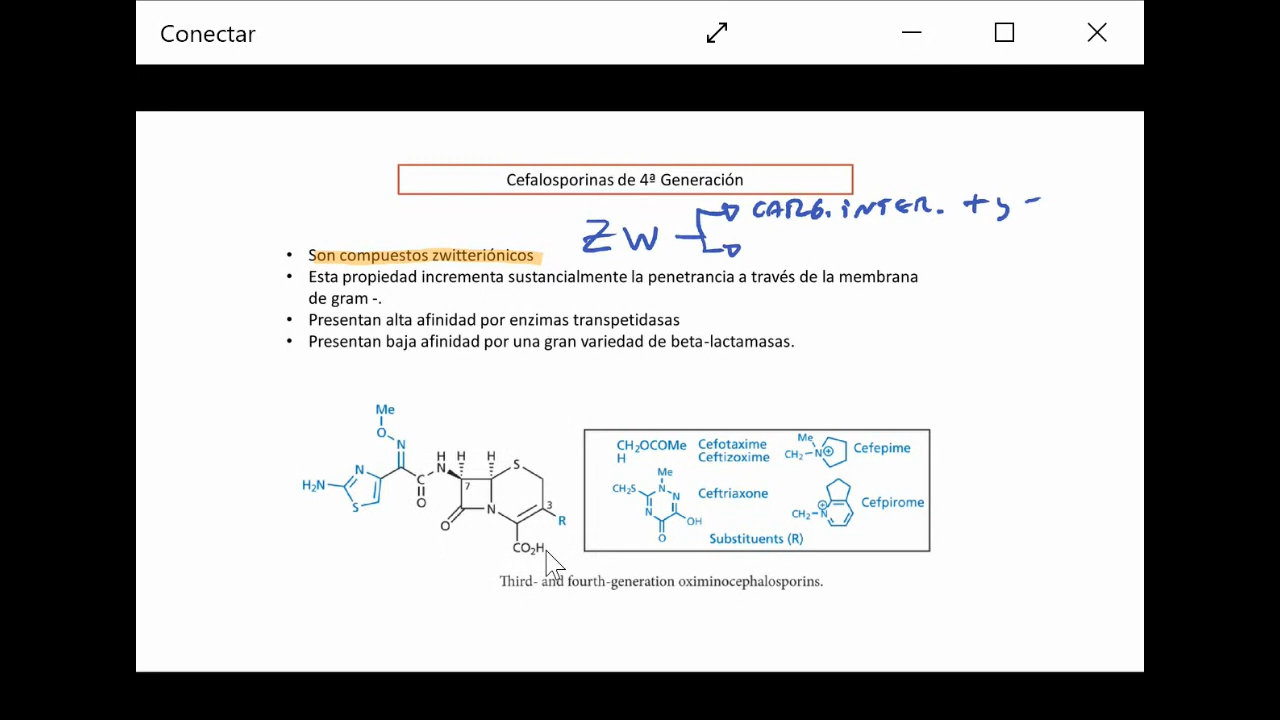 Conectar
Cefalosporinas de 4ª Generación
ZW CARG. INTER. + y -
• Son compuestos zwitteriónicos
• Esta propiedad incrementa sustancialmente la penetrancia a través de la membrana
de gram -.
• Presentan alta afinidad por enzimas transpetidasas
• Presentan baja afinidad por una gran variedad de beta-lactamasas.
Me
O
N
H₂N
N
S
C
O
H
N
H
H
S
7
O
N
3
R
CO₂H
CH₂OCOMe Cefotaxime
H Ceftizoxime
Me
CH₂–N⊕ Cefepime
Me
CH₂S N N
N OH
O
Ceftriaxone
CH₂–N⊕ Cefpirome
Substituents (R)
Third- and fourth-generation oximinocephalosporins.